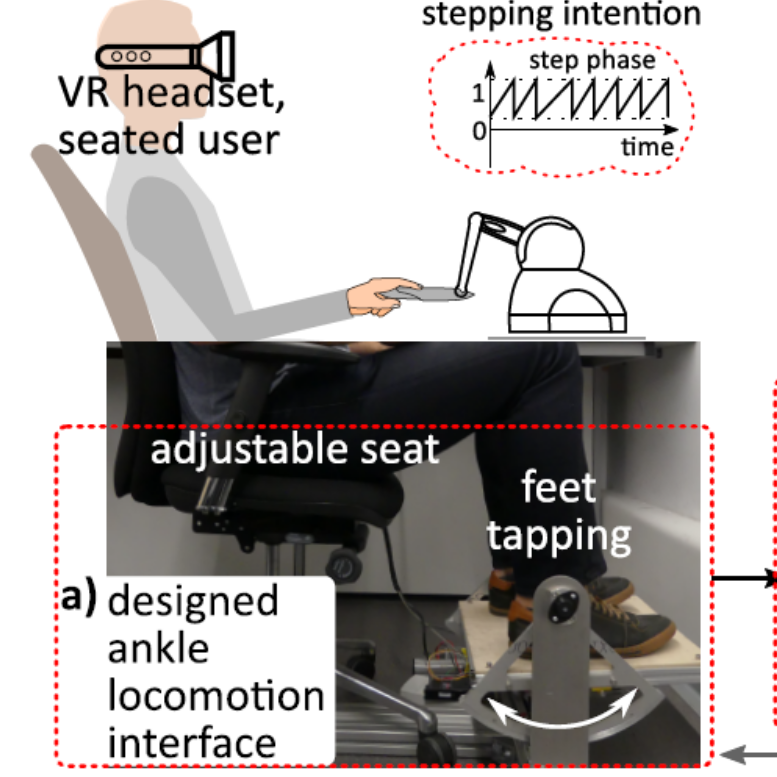 stepping intention
step phase
1
0
time
VR headset,
seated user
adjustable seat
feet
tapping
a) designed
ankle
locomotion
interface